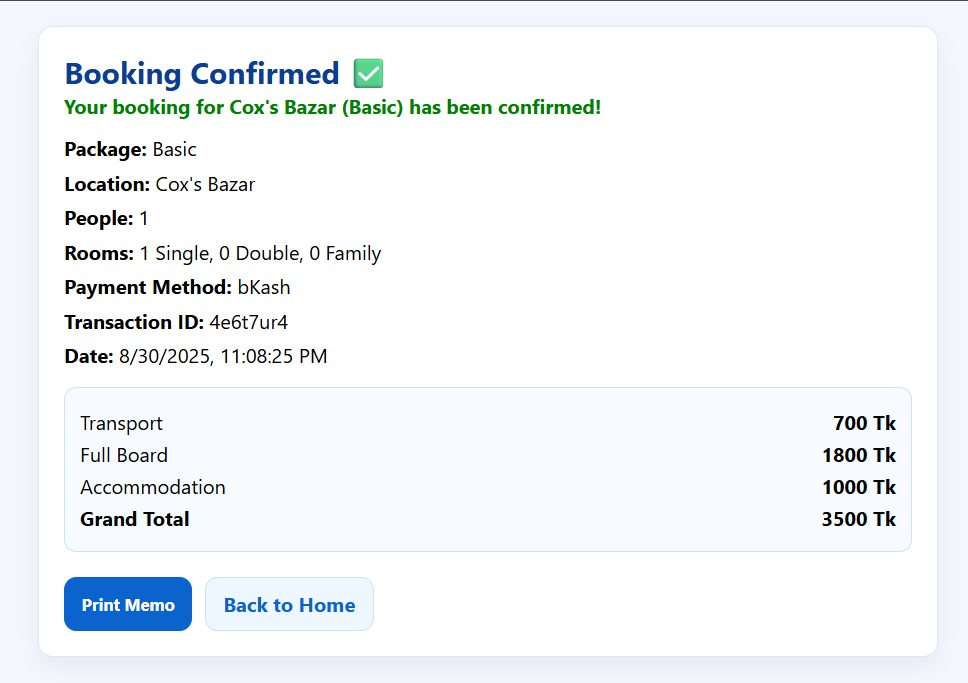 Booking Confirmed ✅
Your booking for Cox's Bazar (Basic) has been confirmed!
Package: Basic
Location: Cox's Bazar
People: 1
Rooms: 1 Single, 0 Double, 0 Family
Payment Method: bKash
Transaction ID: 4e6t7ur4
Date: 8/30/2025, 11:08:25 PM
Transport 700 Tk
Full Board 1800 Tk
Accommodation 1000 Tk
Grand Total 3500 Tk
Print Memo Back to Home